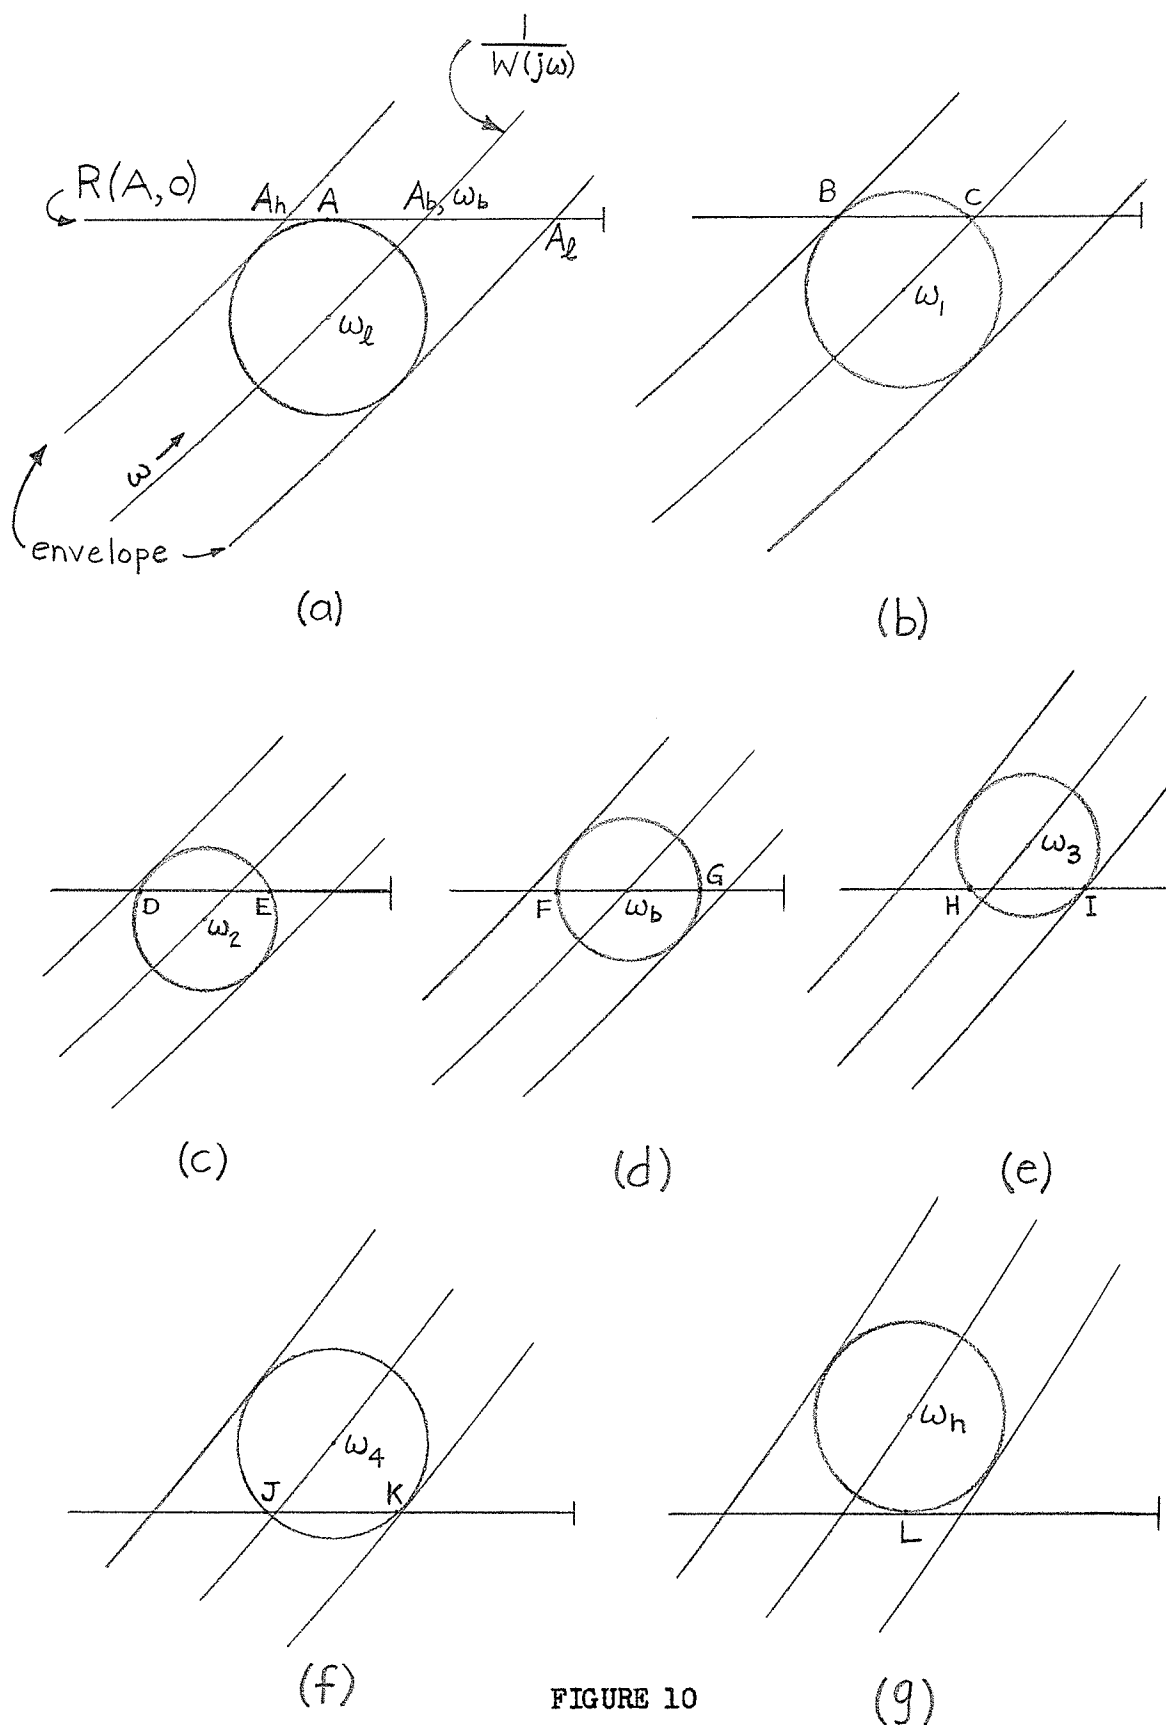 1
W(jω)
R(A,0)
A_h A A_b, ω_b
A_ℓ
ω_ℓ
ω
envelope
(a)
B C
ω_1
(b)
D E
ω_2
(c)
F G
ω_b
(d)
ω_3
H I
(e)
ω_4
J K
(f)
ω_h
L
(g)
FIGURE 10